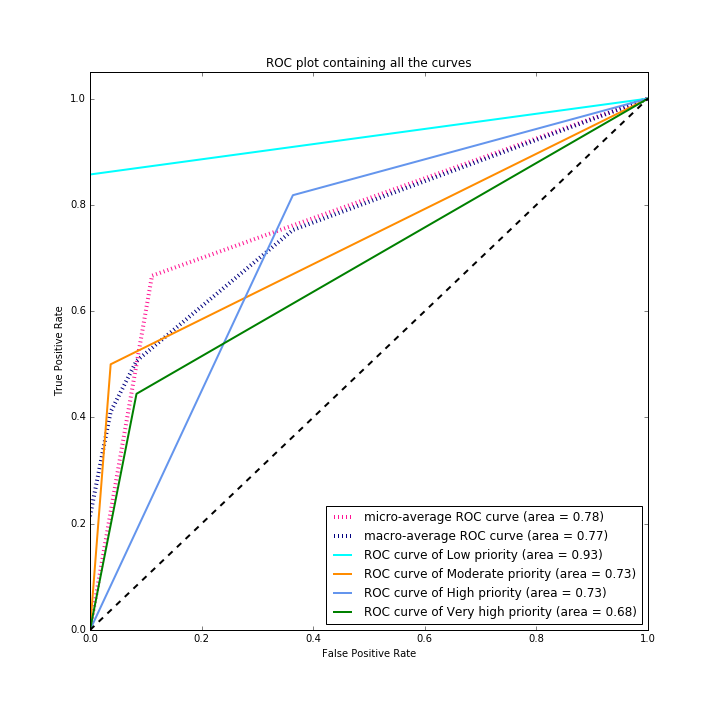 ROC plot containing all the curves
True Positive Rate
1.0
0.8
0.6
0.4
0.2
0.0
micro-average ROC curve (area = 0.78)
macro-average ROC curve (area = 0.77)
ROC curve of Low priority (area = 0.93)
ROC curve of Moderate priority (area = 0.73)
ROC curve of High priority (area = 0.73)
ROC curve of Very high priority (area = 0.68)
0.0 0.2 0.4 0.6 0.8 1.0
False Positive Rate